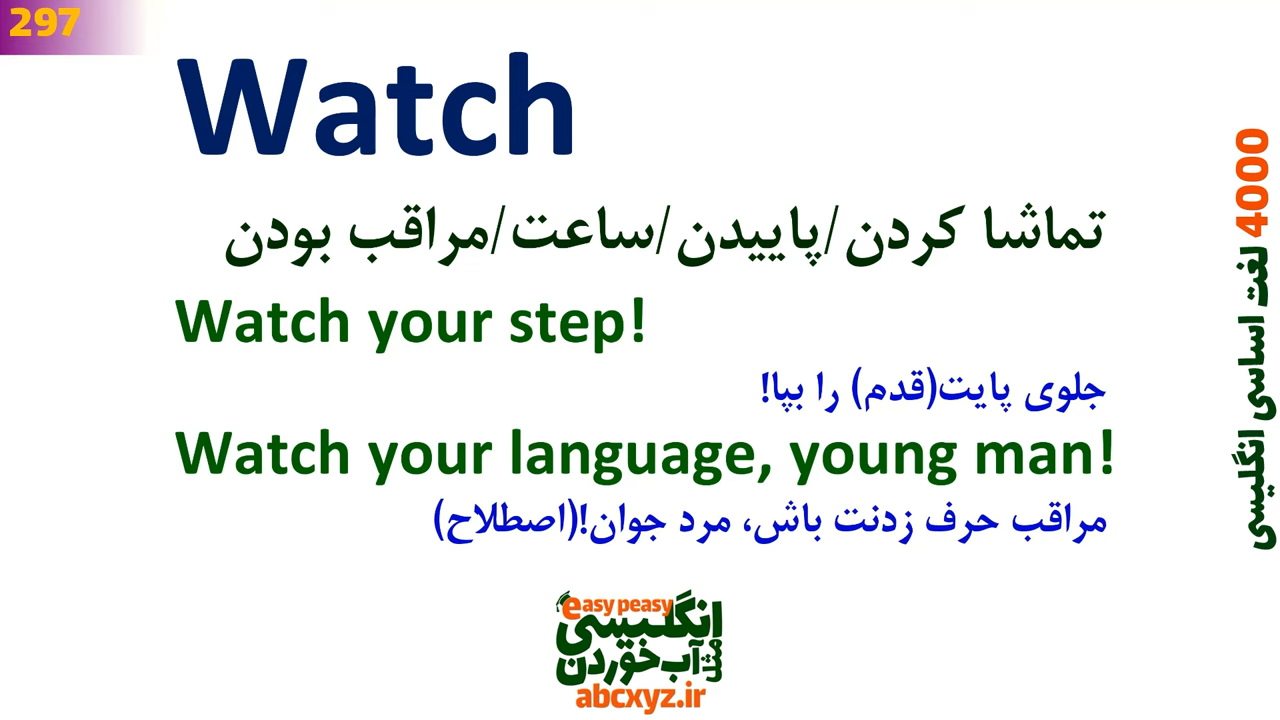 297
Watch
تماشا کردن/پاییدن/ساعت/مراقب بودن
Watch your step!
جلوی پایت(قدم) را بپا!
Watch your language, young man!
مراقب حرف زدنت باش، مرد جوان!(اصطلاح)
4000 لغت اساسی انگلیسی
easy peasy
انگلیسی
مثل آب خوردن
abcxyz.ir